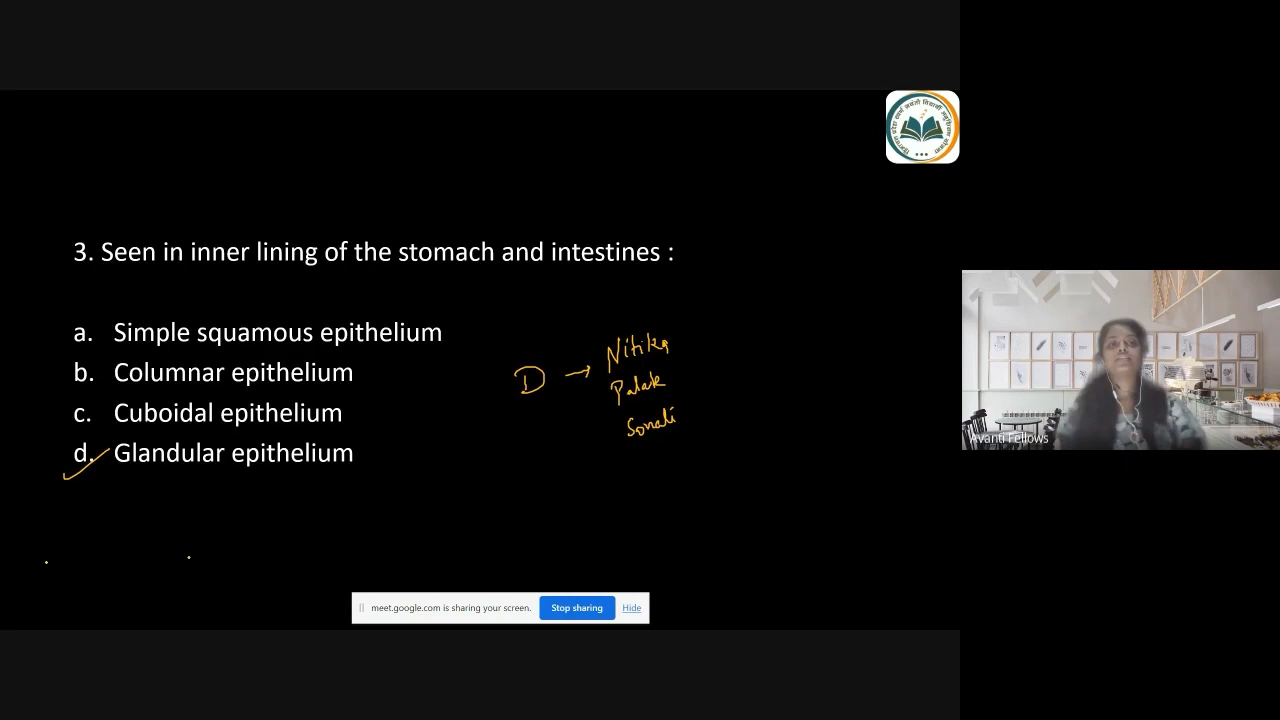 3. Seen in inner lining of the stomach and intestines :
a. Simple squamous epithelium
b. Columnar epithelium
c. Cuboidal epithelium
d. Glandular epithelium
D → Nitika
Palak
Sonali
Avanti Fellows
meet.google.com is sharing your screen. Stop sharing Hide